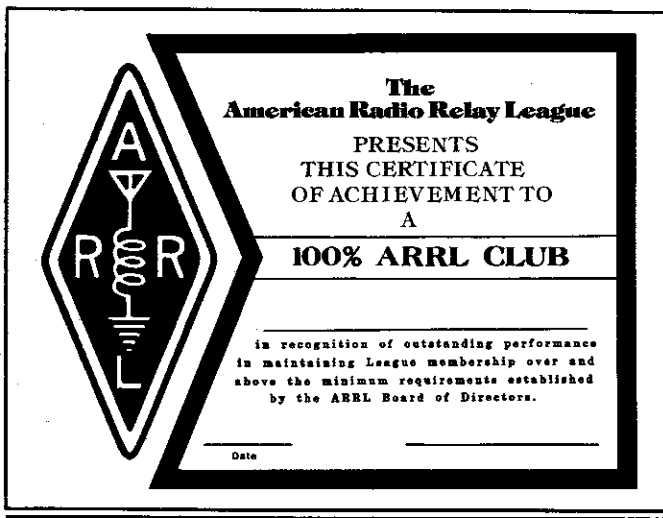 A
R R
L
The
American Radio Relay League
PRESENTS
THIS CERTIFICATE
OF ACHIEVEMENT TO
A
100% ARRL CLUB
in recognition of outstanding performance
in maintaining League membership over and
above the minimum requirements established
by the ARRL Board of Directors.
Date